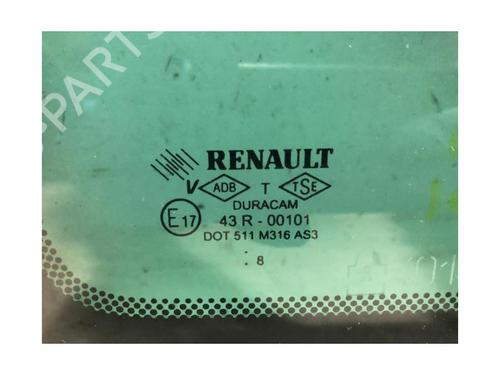 RENAULT
V ADB T TSE
DURACAM
E17 43 R - 00101
DOT 511 M316 AS3
: 8